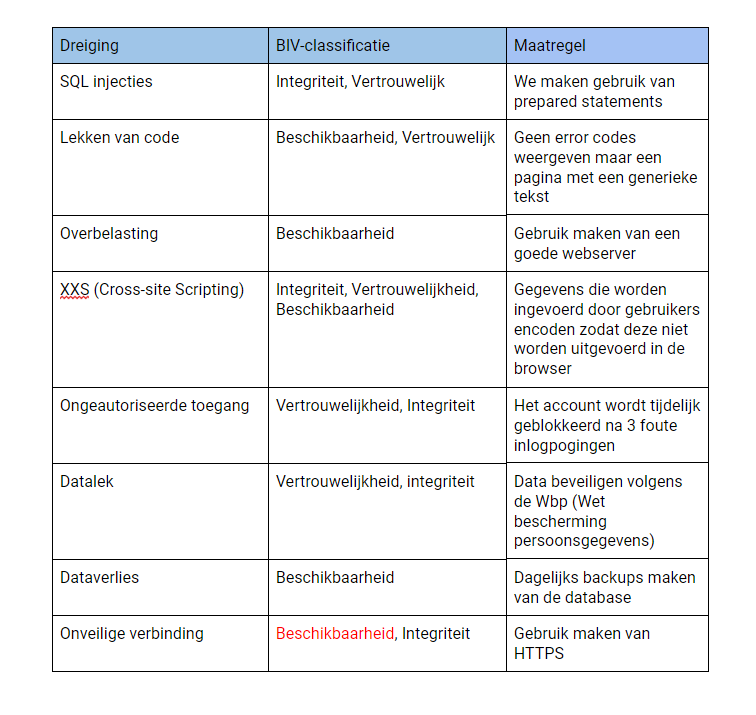 Dreiging BIV-classificatie Maatregel
SQL injecties Integriteit, Vertrouwelijk We maken gebruik van
prepared statements
Lekken van code Beschikbaarheid, Vertrouwelijk Geen error codes
weergeven maar een
pagina met een generieke
tekst
Overbelasting Beschikbaarheid Gebruik maken van een
goede webserver
XXS (Cross-site Scripting) Integriteit, Vertrouwelijkheid, Gegevens die worden
Beschikbaarheid ingevoerd door gebruikers
encoden zodat deze niet
worden uitgevoerd in de
browser
Ongeautoriseerde toegang Vertrouwelijkheid, Integriteit Het account wordt tijdelijk
geblokkeerd na 3 foute
inlogpogingen
Datalek Vertrouwelijkheid, integriteit Data beveiligen volgens
de Wbp (Wet
bescherming
persoonsgegevens)
Dataverlies Beschikbaarheid Dagelijks backups maken
van de database
Onveilige verbinding Beschikbaarheid, Integriteit Gebruik maken van
HTTPS